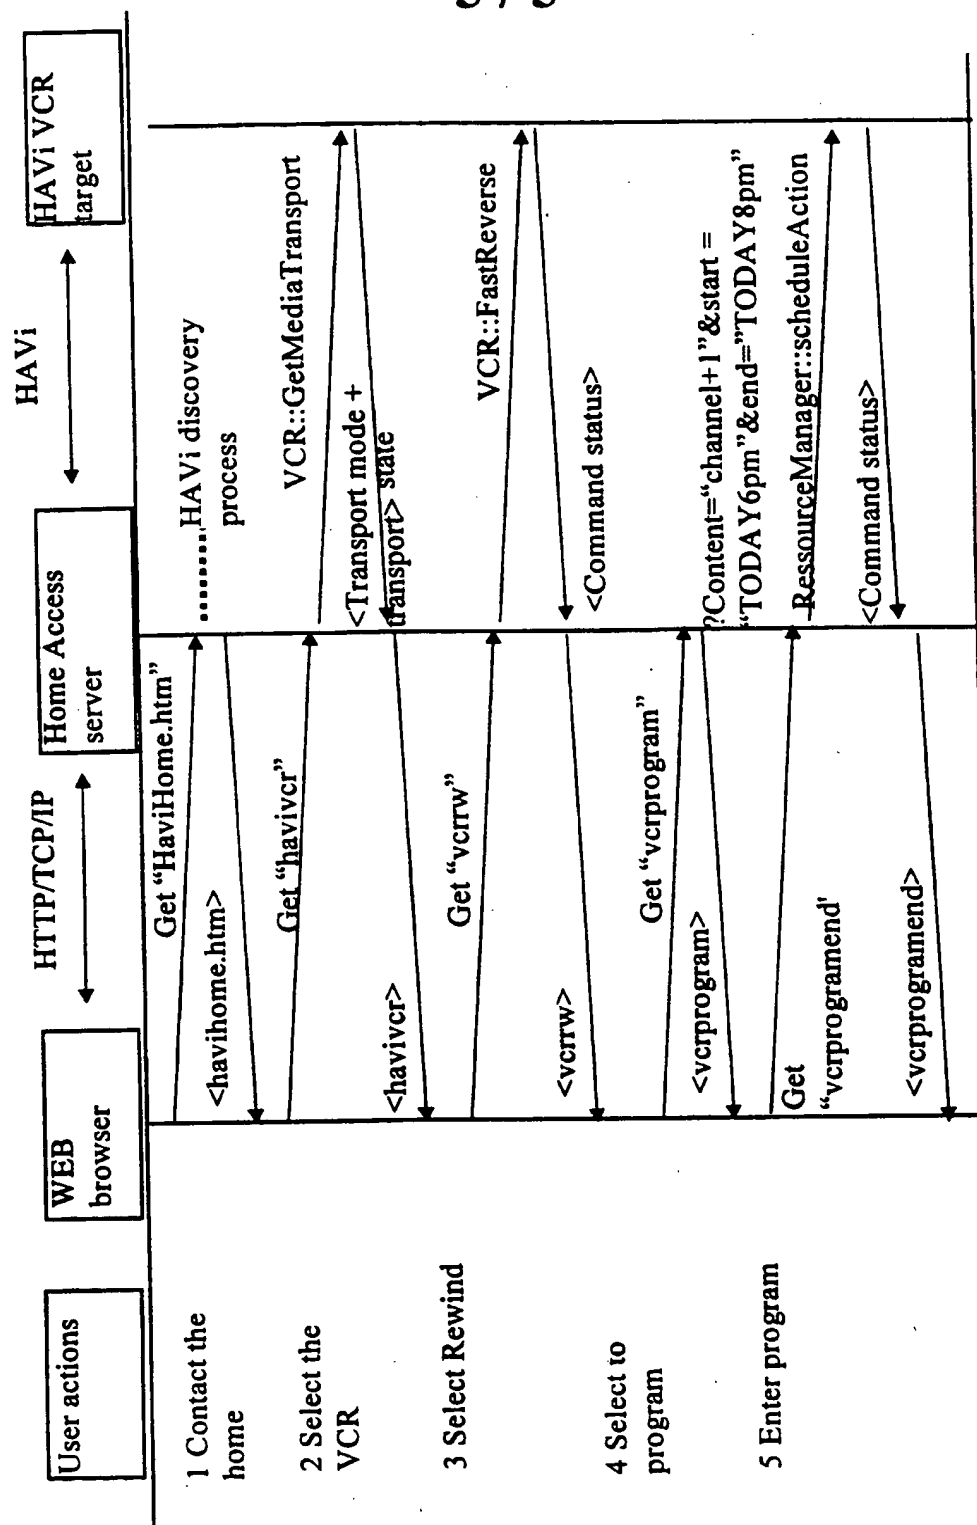 User actions
WEB
browser
HTTP/TCP/IP
Home Access
server
HAVi
HAVi VCR
target
1 Contact the
home
Get “HaviHome.htm”
<havihome.htm>
HAVi discovery
process
2 Select the
VCR
Get “havivcr”
VCR::GetMediaTransport
<Transport mode +
transport> state
<havivcr>
3 Select Rewind
Get “vcrrw”
VCR::FastReverse
<Command status>
<vcrrw>
4 Select to
program
Get “vcrprogram”
<vcrprogram>
5 Enter program
Get
“vcrprogramend'
?Content=“channel+1”&start =
“TODAY6pm”&end=“TODAY8pm”
RessourceManager::scheduleAction
<Command status>
<vcrprogramend>